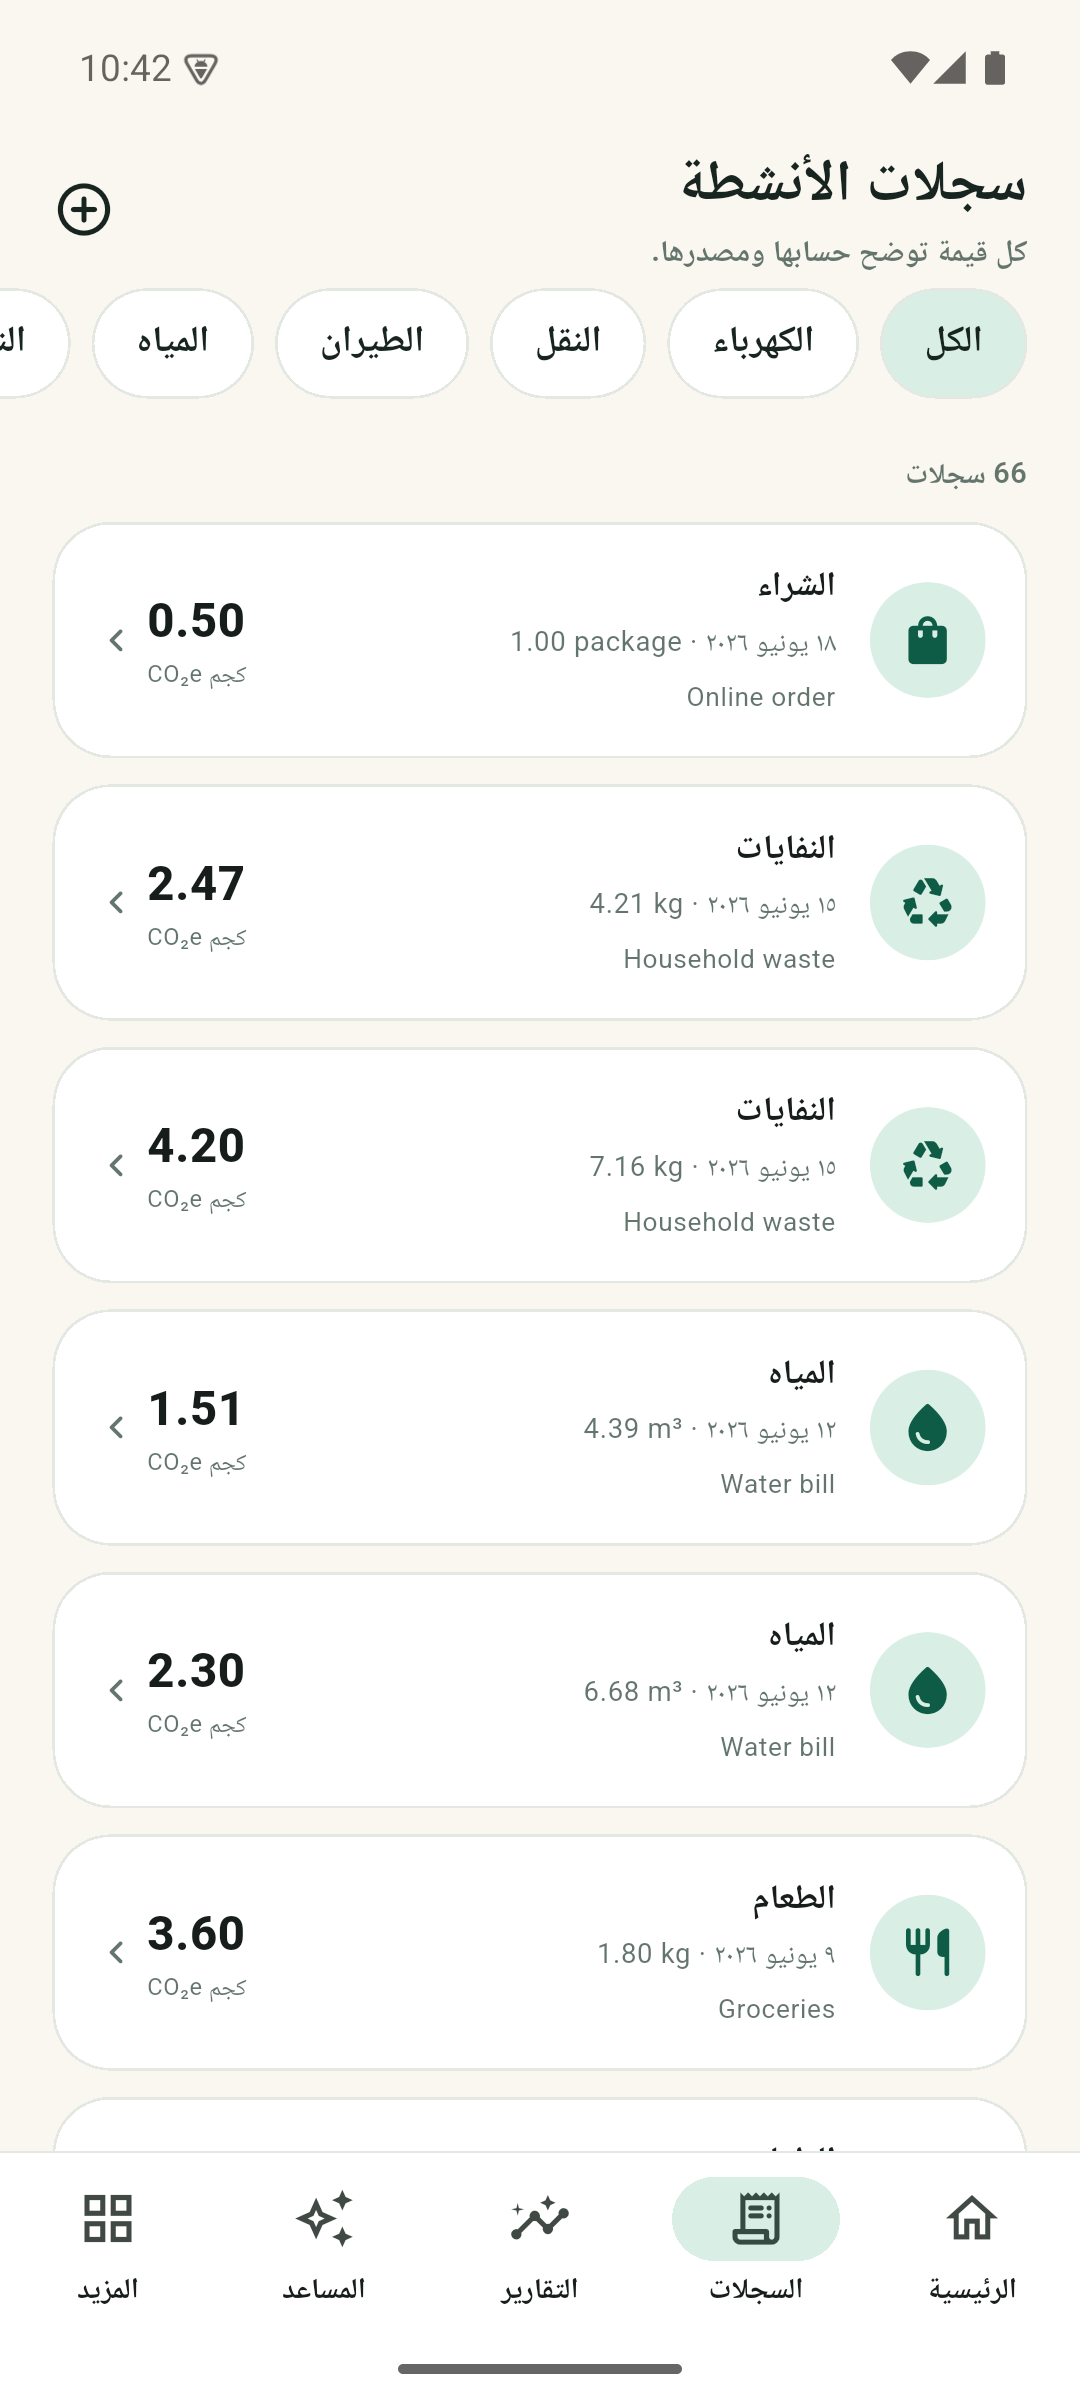 10:42
سجلات الأنشطة
كل قيمة توضح حسابها ومصدرها.
الكل
الكهرباء
النقل
الطيران
المياه
66 سجلات
الشراء
١٨ يونيو ٢٠٢٦ · 1.00 package
Online order
0.50
كجم CO₂e
النفايات
١٥ يونيو ٢٠٢٦ · 4.21 kg
Household waste
2.47
كجم CO₂e
النفايات
١٥ يونيو ٢٠٢٦ · 7.16 kg
Household waste
4.20
كجم CO₂e
المياه
١٢ يونيو ٢٠٢٦ · 4.39 m³
Water bill
1.51
كجم CO₂e
المياه
١٢ يونيو ٢٠٢٦ · 6.68 m³
Water bill
2.30
كجم CO₂e
الطعام
٩ يونيو ٢٠٢٦ · 1.80 kg
Groceries
3.60
كجم CO₂e
الرئيسية
السجلات
التقارير
المساعد
المزيد